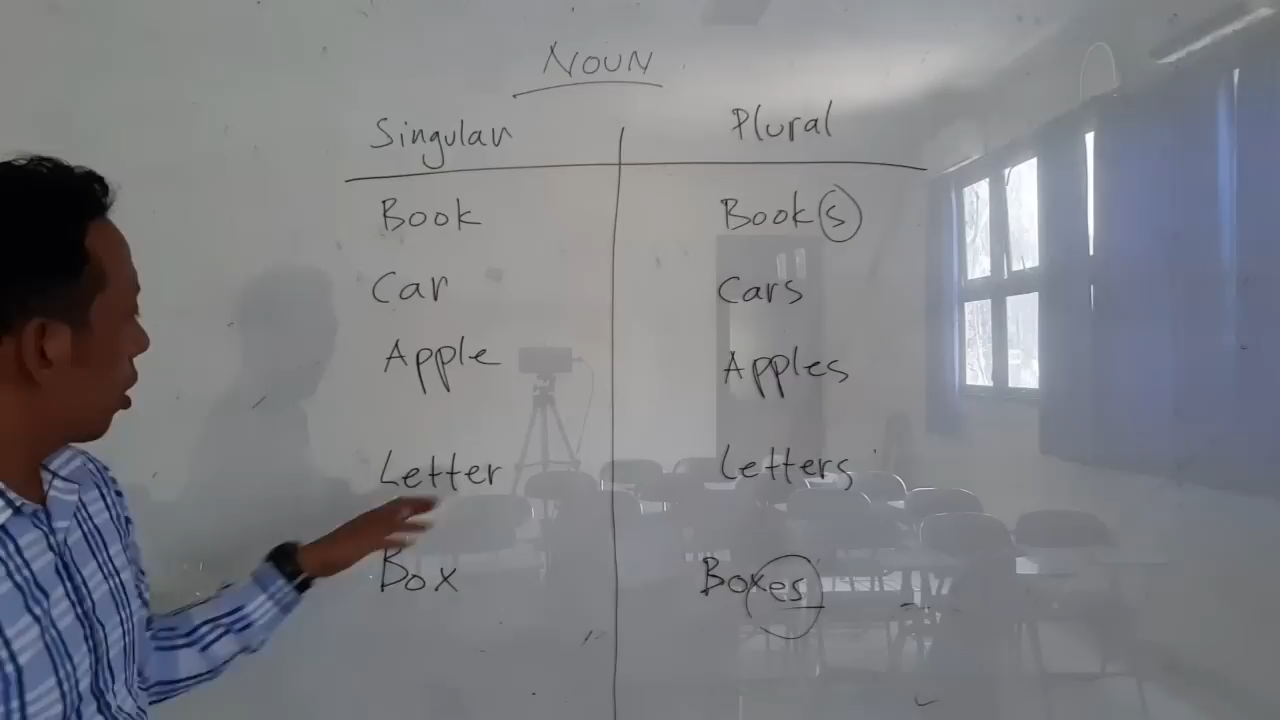 NOUN
Singular Plural
Book Books
Car Cars
Apple Apples
Letter Letters
Box Boxes